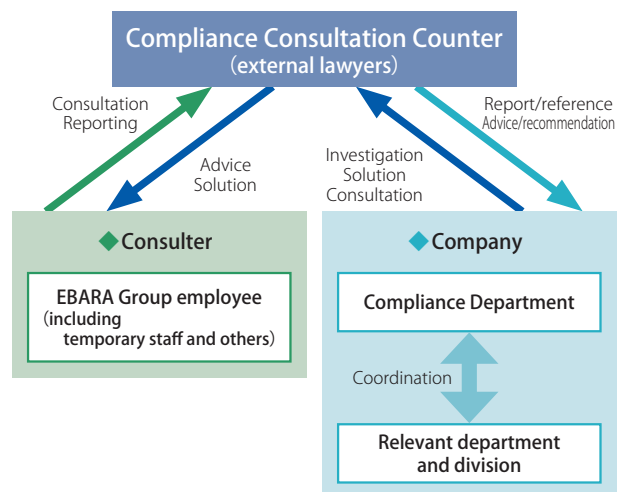 Compliance Consultation Counter
(external lawyers)
Consultation
Reporting
Advice
Solution
Investigation
Solution
Consultation
Report/reference
Advice/recommendation
◆Consulter
EBARA Group employee
(including
temporary staff and others)
◆Company
Compliance Department
Coordination
Relevant department
and division